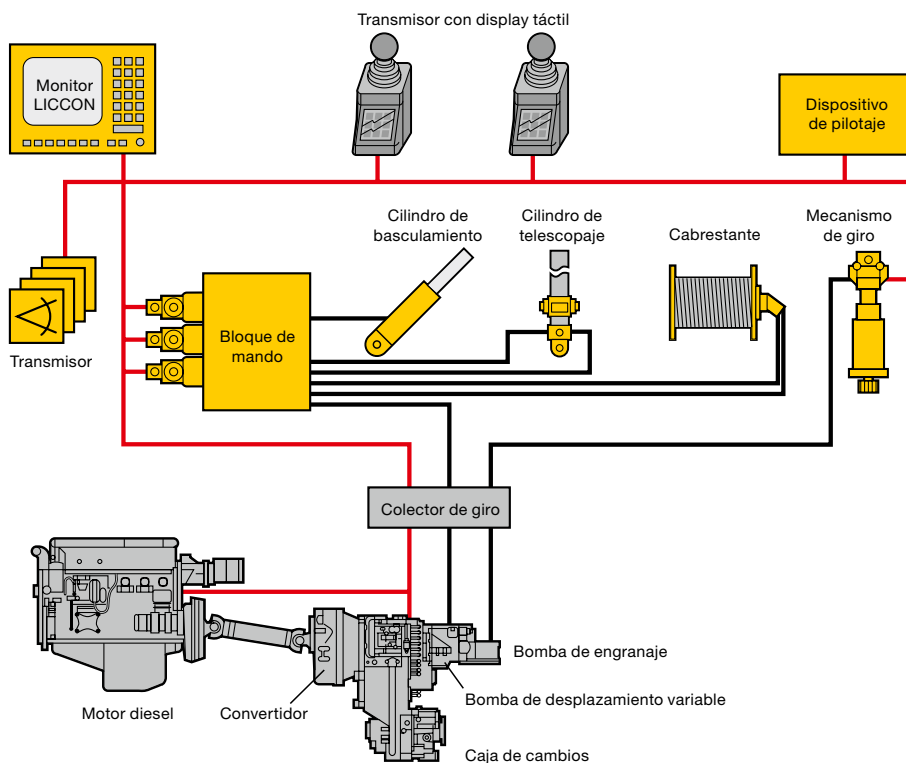 Transmisor con display táctil
Monitor
LICCON
Dispositivo
de pilotaje
Cilindro de
basculamiento
Cilindro de
telescopaje
Cabrestante
Mecanismo
de giro
Transmisor
Bloque de
mando
Colector de giro
Bomba de engranaje
Bomba de desplazamiento variable
Motor diesel
Convertidor
Caja de cambios